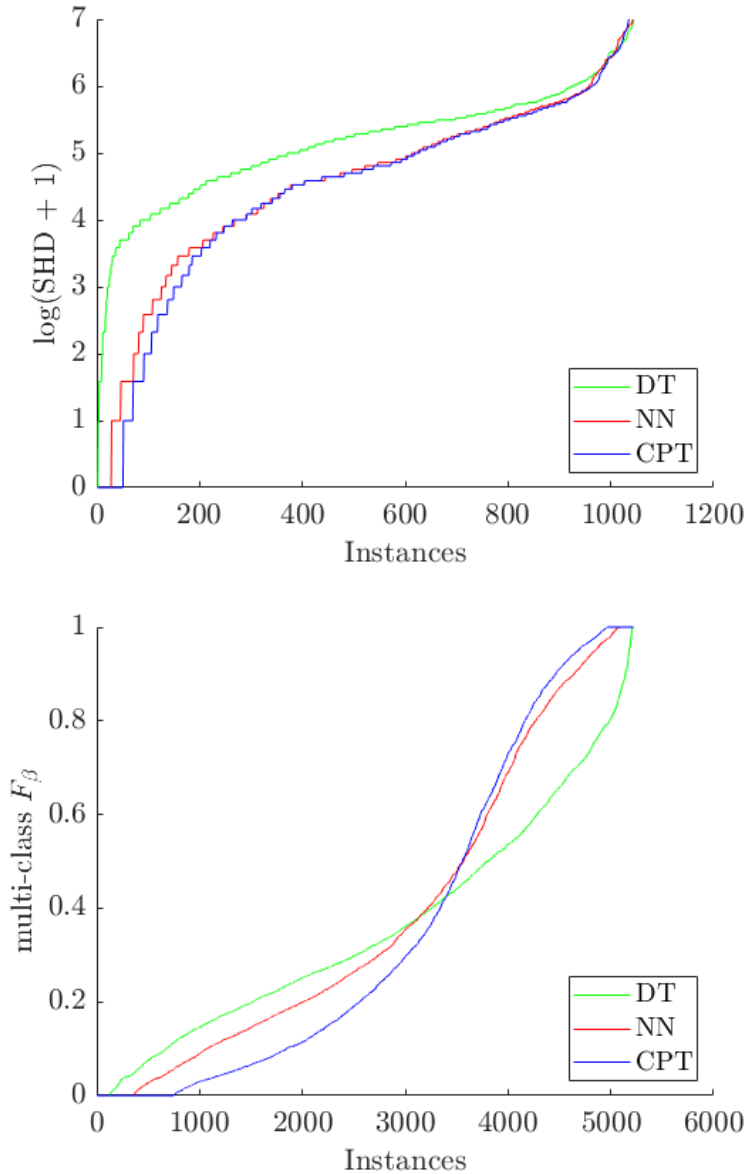 7
6
5
4
3
2
1
0
log(SHD + 1)
0 200 400 600 800 1000 1200
Instances
DT
NN
CPT
1
0.8
0.6
0.4
0.2
0
multi-class Fβ
0 1000 2000 3000 4000 5000 6000
Instances
DT
NN
CPT